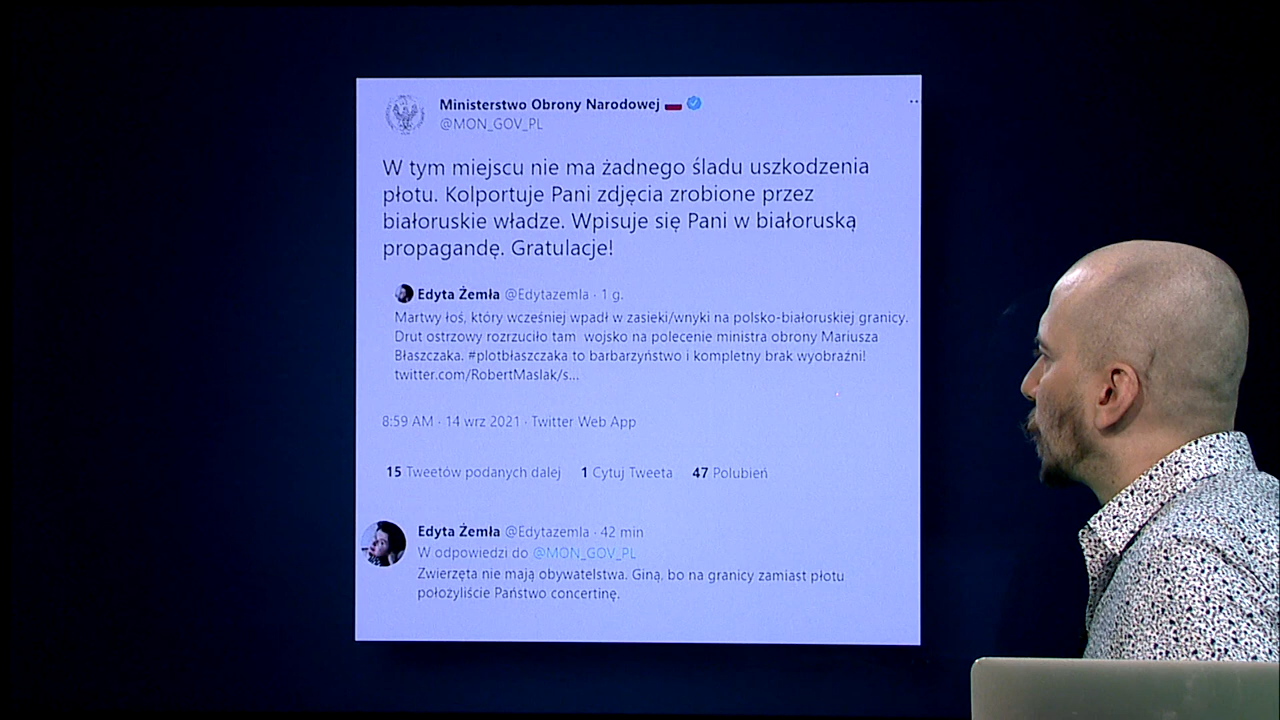 Ministerstwo Obrony Narodowej
@MON_GOV_PL
W tym miejscu nie ma żadnego śladu uszkodzenia
płotu. Kolportuje Pani zdjęcia zrobione przez
białoruskie władze. Wpisuje się Pani w białoruską
propagandę. Gratulacje!
Edyta Żemła @Edytazemla · 1 g.
Martwy łoś, który wcześniej wpadł w zasieki/wnyki na polsko-białoruskiej granicy.
Drut ostrzowy rozrzuciło tam wojsko na polecenie ministra obrony Mariusza
Błaszczaka. #plotbłaszczaka to barbarzyństwo i kompletny brak wyobraźni!
twitter.com/RobertMaslak/s...
8:59 AM · 14 wrz 2021 · Twitter Web App
15 Tweetów podanych dalej 1 Cytuj Tweeta 47 Polubień
Edyta Żemła @Edytazemla · 42 min
W odpowiedzi do @MON_GOV_PL
Zwierzęta nie mają obywatelstwa. Giną, bo na granicy zamiast płotu
położyliście Państwo concertinę.